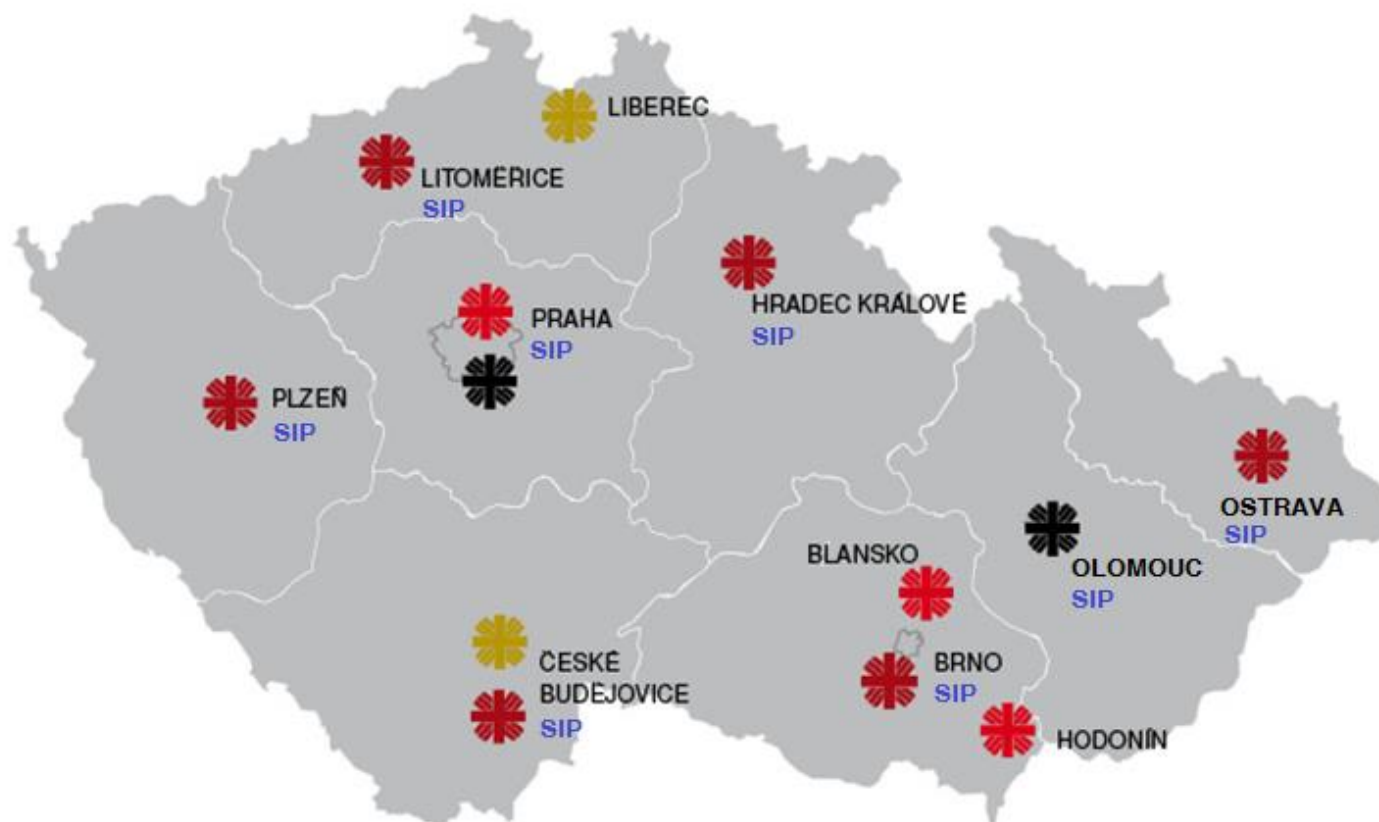 LIBEREC
LITOMĚŘICE
SIP
PRAHA
SIP
HRADEC KRÁLOVÉ
SIP
PLZEŇ
SIP
OSTRAVA
SIP
OLOMOUC
SIP
BLANSKO
BRNO
SIP
ČESKÉ
BUDĚJOVICE
SIP
HODONÍN